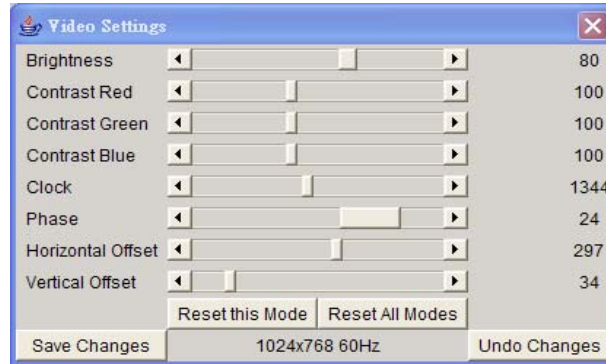 Video Settings
Brightness 80
Contrast Red 100
Contrast Green 100
Contrast Blue 100
Clock 1344
Phase 24
Horizontal Offset 297
Vertical Offset 34
Reset this Mode Reset All Modes
Save Changes 1024x768 60Hz Undo Changes